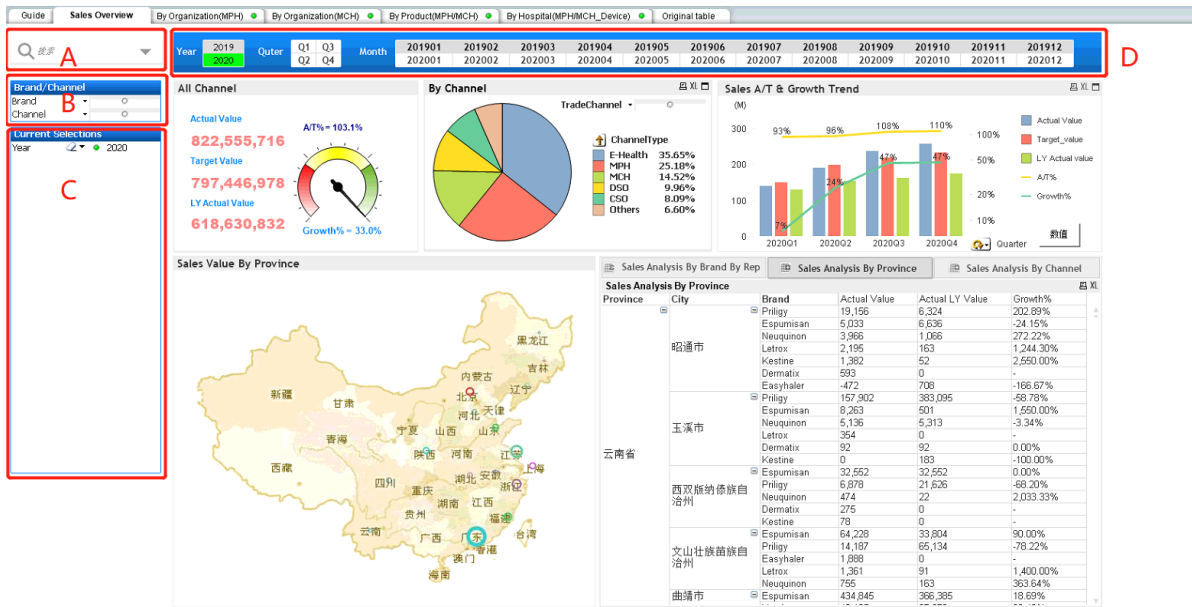 Guide
Sales Overview
By Organization(MPH)
By Organization(MCH)
By Product(MPH/MCH)
By Hospital(MPH/MCH_Device)
Original table
搜索
A
Year
2019
2020
Quter
Q1 Q3
Q2 Q4
Month
201901 201902 201903 201904 201905 201906 201907 201908 201909 201910 201911 201912
202001 202002 202003 202004 202005 202006 202007 202008 202009 202010 202011 202012
D
Brand/Channel
Brand
Channel
B
Current Selections
Year 2020
C
All Channel
Actual Value
822,555,716
Target Value
797,446,978
LY Actual Value
618,630,832
A/T% = 103.1%
Growth% = 33.0%
By Channel
XL
TradeChannel
ChannelType
E-Health 35.65%
MPH 25.18%
MCH 14.52%
DSO 9.96%
CSO 8.09%
Others 6.60%
Sales A/T & Growth Trend
XL
(M)
300
200
100
0
93% 96% 108% 110%
7% 24% 47% 47%
100%
50%
20%
10%
2020Q1 2020Q2 2020Q3 2020Q4
Actual Value
Target_value
LY Actual value
A/T%
Growth%
Quarter
数值
Sales Value By Province
黑龙江
吉林
内蒙古
辽宁
新疆
北京
甘肃
天津
河北
宁夏
山西
山东
青海
陕西
河南
江苏
西藏
上海
安徽
湖北
四川
浙江
重庆
湖南
江西
贵州
福建
云南
广西
广东
台湾
香港
澳门
海南
Sales Analysis By Brand By Rep
Sales Analysis By Province
Sales Analysis By Channel
Sales Analysis By Province
XL
Province City Brand Actual Value Actual LY Value Growth%
云南省
昭通市
Priligy 19,156 6,324 202.89%
Espumisan 5,033 6,636 -24.15%
Neuquinon 3,966 1,066 272.22%
Letrox 2,195 163 1,244.30%
Kestine 1,382 52 2,550.00%
Dermatix 593 0 -
Easyhaler -472 708 -166.67%
玉溪市
Priligy 157,902 383,095 -58.78%
Espumisan 8,263 501 1,550.00%
Neuquinon 5,136 5,313 -3.34%
Letrox 354 0 -
Dermatix 92 92 0.00%
Kestine 0 183 -100.00%
西双版纳傣族自
治州
Espumisan 32,552 32,552 0.00%
Priligy 6,878 21,626 -68.20%
Neuquinon 474 22 2,033.33%
Dermatix 275 0 -
Kestine 78 0 -
文山壮族苗族自
治州
Espumisan 64,228 33,804 90.00%
Priligy 14,187 65,134 -78.22%
Easyhaler 1,888 0 -
Letrox 1,361 91 1,400.00%
Neuquinon 755 163 363.64%
曲靖市
Espumisan 434,845 366,385 18.69%